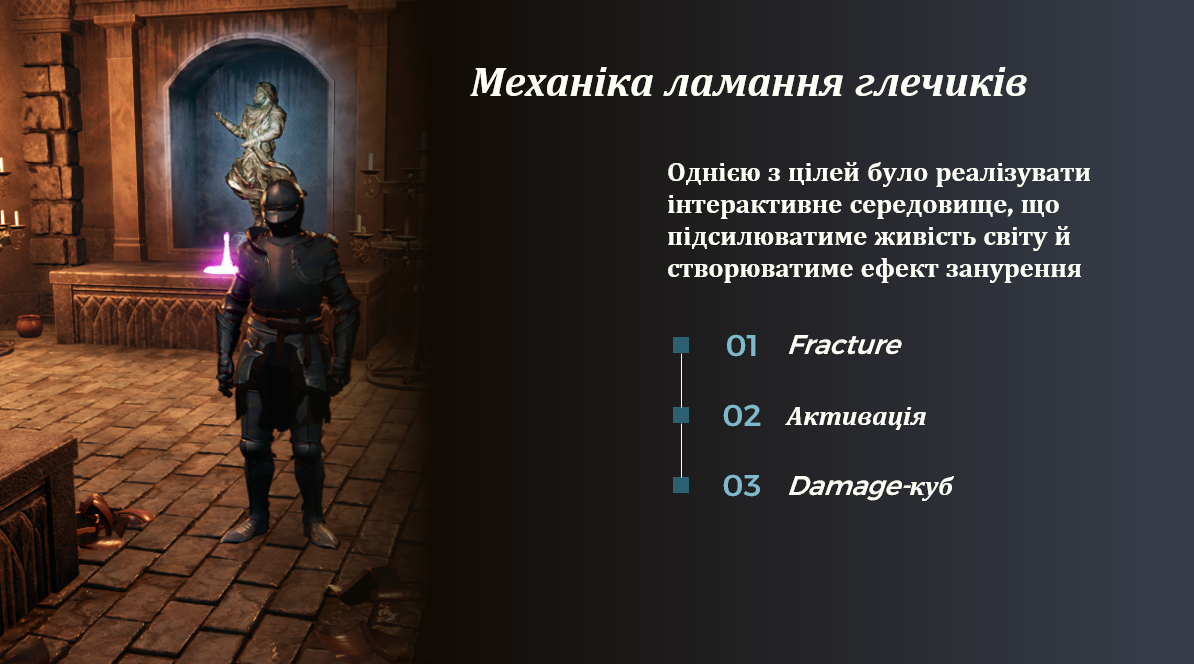 Механіка ламання глечиків
Однією з цілей було реалізувати
інтерактивне середовище, що
підсилюватиме живість світу й
створюватиме ефект занурення
01 Fracture
02 Активація
03 Damage-куб